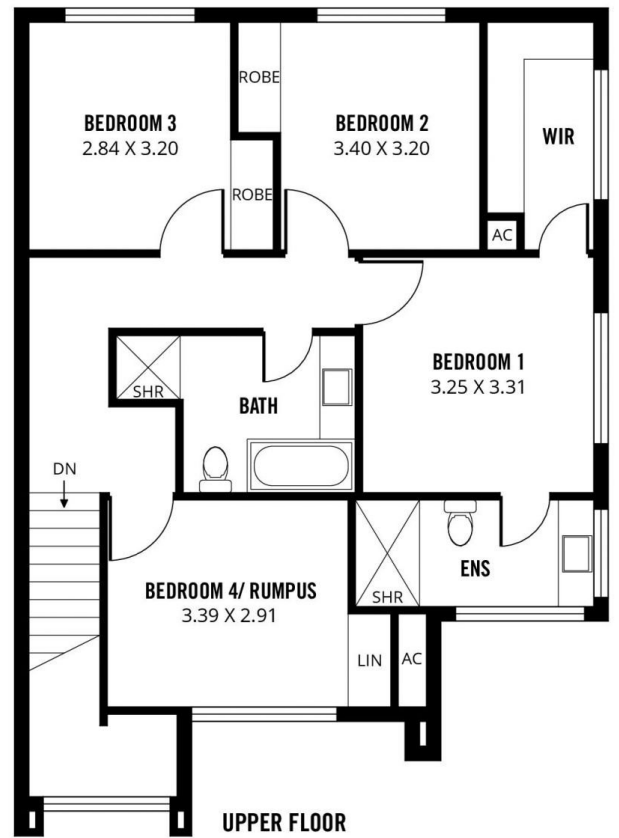 ROBE
BEDROOM 3
2.84 X 3.20
BEDROOM 2
3.40 X 3.20
WIR
ROBE
AC
BEDROOM 1
3.25 X 3.31
SHR
BATH
DN
ENS
BEDROOM 4/ RUMPUS
3.39 X 2.91
SHR
LIN
AC
UPPER FLOOR